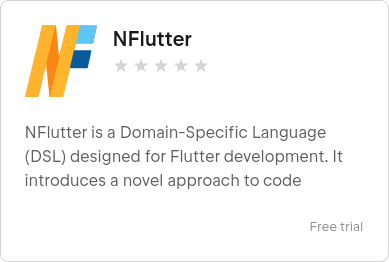 NF
NFlutter
NFlutter is a Domain-Specific Language
(DSL) designed for Flutter development. It
introduces a novel approach to code
Free trial